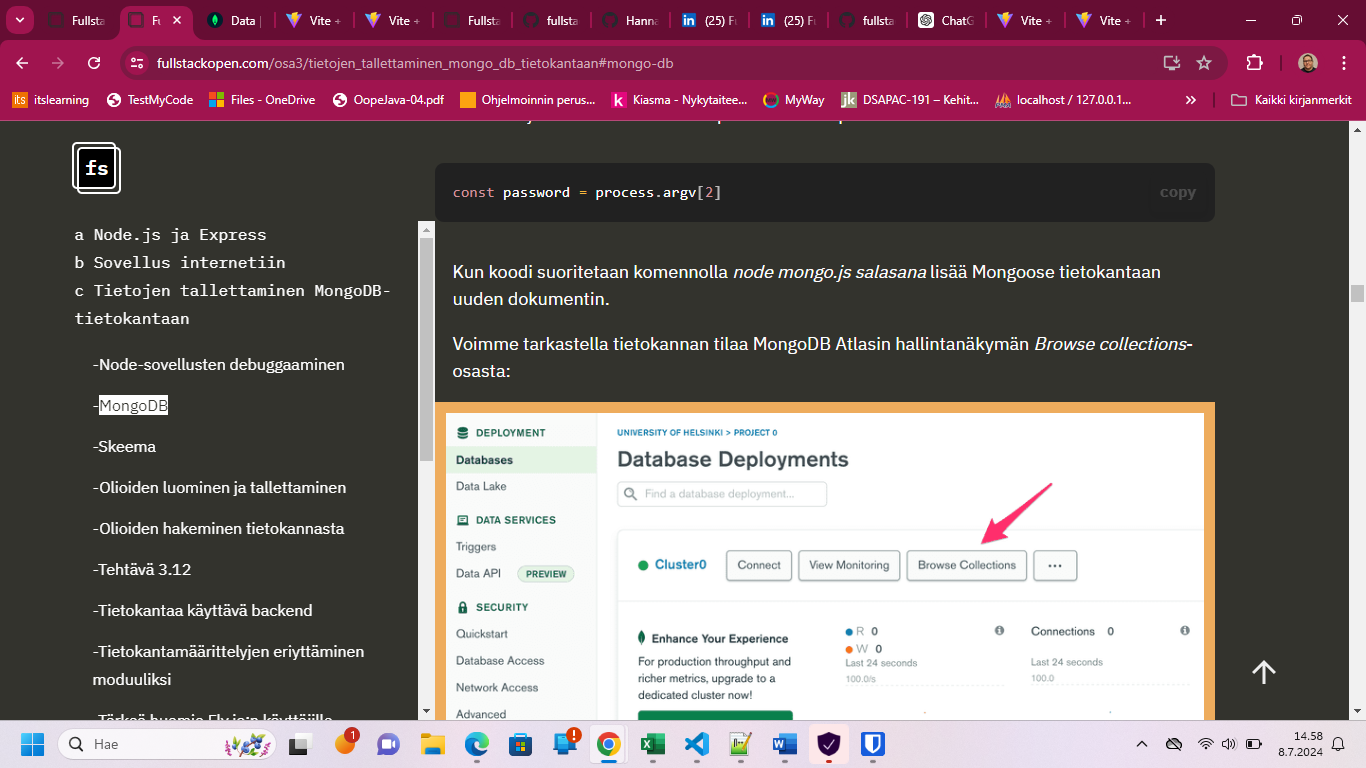 Fullsta
Fu
Data |
Vite +
Vite +
Fullsta
fullsta
Hanna
(25) Fu
(25) Fu
fullsta
ChatG
Vite +
Vite +
fullstackopen.com/osa3/tietojen_tallettaminen_mongo_db_tietokantaan#mongo-db
its itslearning
TestMyCode
Files - OneDrive
OopeJava-04.pdf
Ohjelmoinnin perus...
k Kiasma - Nykytaitee...
MyWay
jk DSAPAC-191 – Kehit...
localhost / 127.0.0.1...
»
Kaikki kirjanmerkit
fs
const password = process.argv[2]
copy
a Node.js ja Express
b Sovellus internetiin
c Tietojen tallettaminen MongoDB-
tietokantaan
-Node-sovellusten debuggaaminen
-MongoDB
-Skeema
-Olioiden luominen ja tallettaminen
-Olioiden hakeminen tietokannasta
-Tehtävä 3.12
-Tietokantaa käyttävä backend
-Tietokantamäärittelyjen eriyttäminen
moduuliksi
-Tärkeä huomio Fly.io:n käyttäjille
Kun koodi suoritetaan komennolla node mongo.js salasana lisää Mongoose tietokantaan
uuden dokumentin.
Voimme tarkastella tietokannan tilaa MongoDB Atlasin hallintanäkymän Browse collections-
osasta:
DEPLOYMENT
Databases
Data Lake
DATA SERVICES
Triggers
Data API PREVIEW
SECURITY
Quickstart
Database Access
Network Access
Advanced
UNIVERSITY OF HELSINKI > PROJECT 0
Database Deployments
Find a database deployment...
Cluster0
Connect
View Monitoring
Browse Collections
...
Enhance Your Experience
For production throughput and
richer metrics, upgrade to a
dedicated cluster now!
R 0
W 0
Last 24 seconds
100.0/s
Connections 0
Last 24 seconds
100.0
Hae
1
14.58
8.7.2024